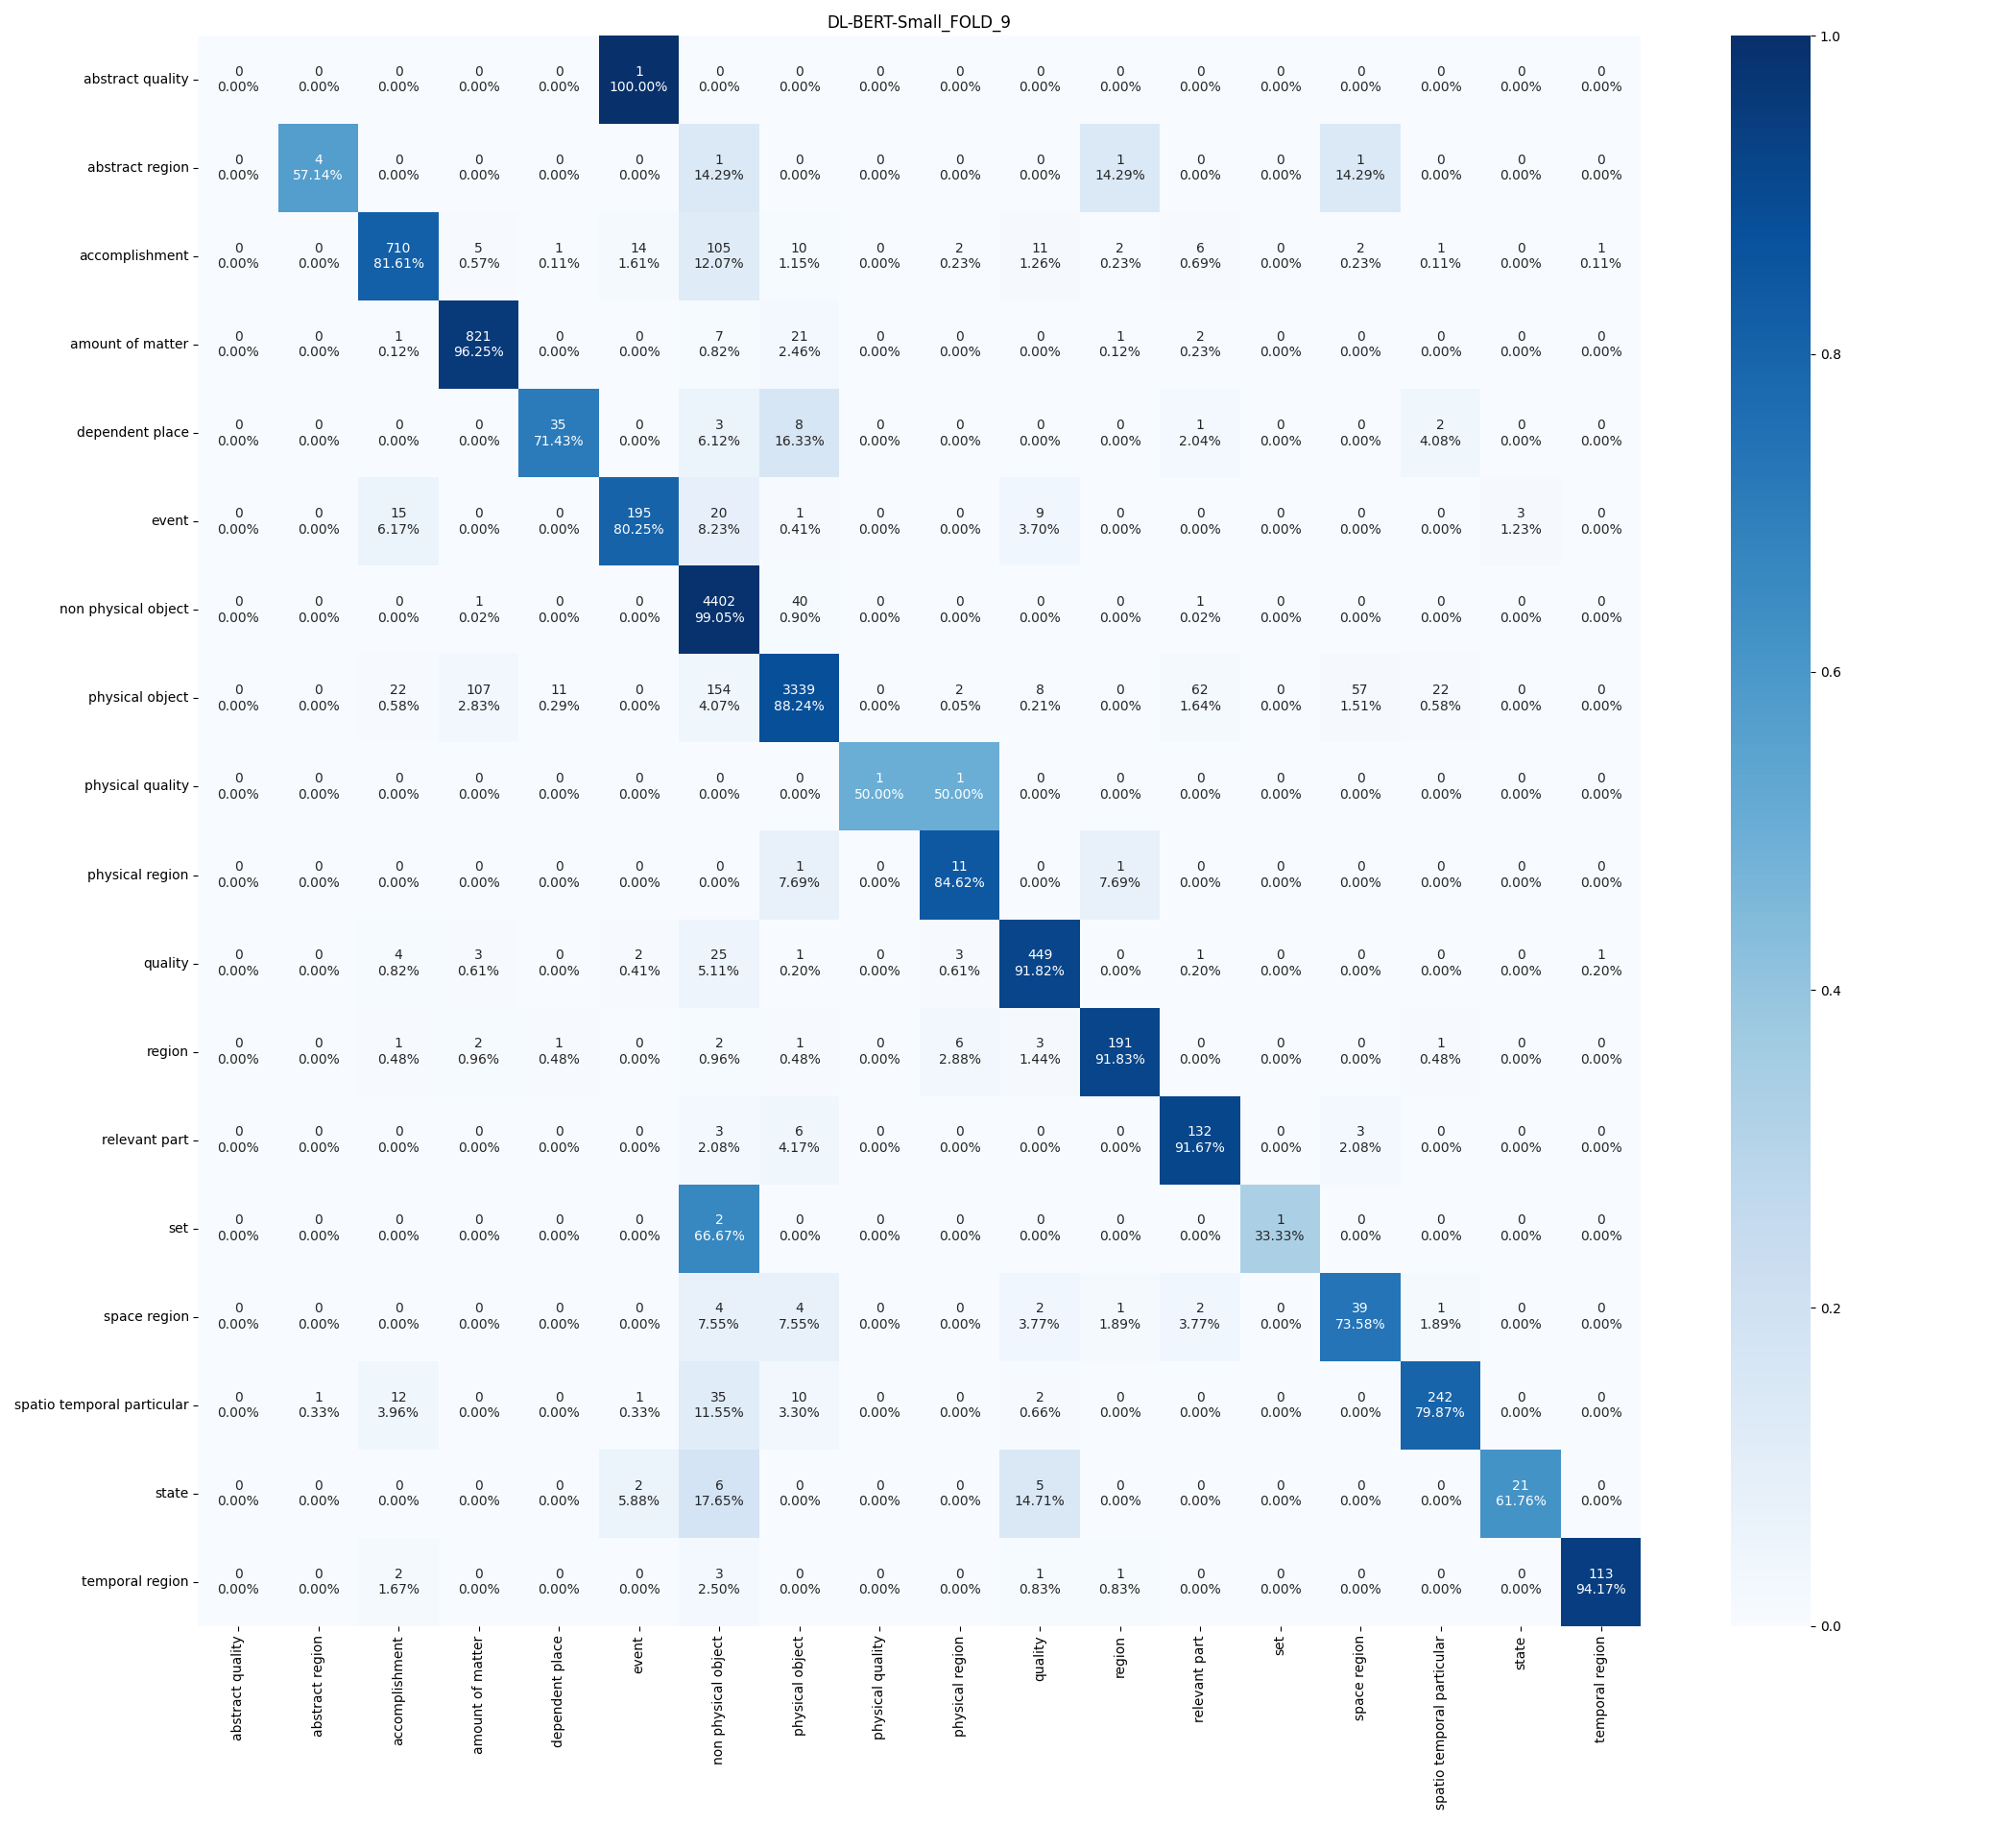 DL-BERT-Small_FOLD_9
abstract quality 0 0 0 0 0 1 0 0 0 0 0 0 0 0 0 0 0 0
0.00% 0.00% 0.00% 0.00% 0.00% 100.00% 0.00% 0.00% 0.00% 0.00% 0.00% 0.00% 0.00% 0.00% 0.00% 0.00% 0.00% 0.00%
abstract region 0 4 0 0 0 0 1 0 0 0 0 1 0 0 1 0 0 0
0.00% 57.14% 0.00% 0.00% 0.00% 0.00% 14.29% 0.00% 0.00% 0.00% 0.00% 14.29% 0.00% 0.00% 14.29% 0.00% 0.00% 0.00%
accomplishment 0 0 710 5 1 14 105 10 0 2 11 2 6 0 2 1 0 1
0.00% 0.00% 81.61% 0.57% 0.11% 1.61% 12.07% 1.15% 0.00% 0.23% 1.26% 0.23% 0.69% 0.00% 0.23% 0.11% 0.00% 0.11%
amount of matter 0 0 1 821 0 0 7 21 0 0 0 1 2 0 0 0 0 0
0.00% 0.00% 0.12% 96.25% 0.00% 0.00% 0.82% 2.46% 0.00% 0.00% 0.00% 0.12% 0.23% 0.00% 0.00% 0.00% 0.00% 0.00%
dependent place 0 0 0 0 35 0 3 8 0 0 0 0 1 0 0 2 0 0
0.00% 0.00% 0.00% 0.00% 71.43% 0.00% 6.12% 16.33% 0.00% 0.00% 0.00% 0.00% 2.04% 0.00% 0.00% 4.08% 0.00% 0.00%
event 0 0 15 0 0 195 20 1 0 0 9 0 0 0 0 0 3 0
0.00% 0.00% 6.17% 0.00% 0.00% 80.25% 8.23% 0.41% 0.00% 0.00% 3.70% 0.00% 0.00% 0.00% 0.00% 0.00% 1.23% 0.00%
non physical object 0 0 0 1 0 0 4402 40 0 0 0 0 1 0 0 0 0 0
0.00% 0.00% 0.00% 0.02% 0.00% 0.00% 99.05% 0.90% 0.00% 0.00% 0.00% 0.00% 0.02% 0.00% 0.00% 0.00% 0.00% 0.00%
physical object 0 0 22 107 11 0 154 3339 0 2 8 0 62 0 57 22 0 0
0.00% 0.00% 0.58% 2.83% 0.29% 0.00% 4.07% 88.24% 0.00% 0.05% 0.21% 0.00% 1.64% 0.00% 1.51% 0.58% 0.00% 0.00%
physical quality 0 0 0 0 0 0 0 0 1 1 0 0 0 0 0 0 0 0
0.00% 0.00% 0.00% 0.00% 0.00% 0.00% 0.00% 0.00% 50.00% 50.00% 0.00% 0.00% 0.00% 0.00% 0.00% 0.00% 0.00% 0.00%
physical region 0 0 0 0 0 0 0 1 0 11 0 1 0 0 0 0 0 0
0.00% 0.00% 0.00% 0.00% 0.00% 0.00% 0.00% 7.69% 0.00% 84.62% 0.00% 7.69% 0.00% 0.00% 0.00% 0.00% 0.00% 0.00%
quality 0 0 4 3 0 2 25 1 0 3 449 0 1 0 0 0 0 1
0.00% 0.00% 0.82% 0.61% 0.00% 0.41% 5.11% 0.20% 0.00% 0.61% 91.82% 0.00% 0.20% 0.00% 0.00% 0.00% 0.00% 0.20%
region 0 0 1 2 1 0 2 1 0 6 3 191 0 0 0 1 0 0
0.00% 0.00% 0.48% 0.96% 0.48% 0.00% 0.96% 0.48% 0.00% 2.88% 1.44% 91.83% 0.00% 0.00% 0.00% 0.48% 0.00% 0.00%
relevant part 0 0 0 0 0 0 3 6 0 0 0 0 132 0 3 0 0 0
0.00% 0.00% 0.00% 0.00% 0.00% 0.00% 2.08% 4.17% 0.00% 0.00% 0.00% 0.00% 91.67% 0.00% 2.08% 0.00% 0.00% 0.00%
set 0 0 0 0 0 0 2 0 0 0 0 0 0 1 0 0 0 0
0.00% 0.00% 0.00% 0.00% 0.00% 0.00% 66.67% 0.00% 0.00% 0.00% 0.00% 0.00% 0.00% 33.33% 0.00% 0.00% 0.00% 0.00%
space region 0 0 0 0 0 0 4 4 0 0 2 1 2 0 39 1 0 0
0.00% 0.00% 0.00% 0.00% 0.00% 0.00% 7.55% 7.55% 0.00% 0.00% 3.77% 1.89% 3.77% 0.00% 73.58% 1.89% 0.00% 0.00%
spatio temporal particular 0 1 12 0 0 1 35 10 0 0 2 0 0 0 0 242 0 0
0.00% 0.33% 3.96% 0.00% 0.00% 0.33% 11.55% 3.30% 0.00% 0.00% 0.66% 0.00% 0.00% 0.00% 0.00% 79.87% 0.00% 0.00%
state 0 0 0 0 0 2 6 0 0 0 5 0 0 0 0 0 21 0
0.00% 0.00% 0.00% 0.00% 0.00% 5.88% 17.65% 0.00% 0.00% 0.00% 14.71% 0.00% 0.00% 0.00% 0.00% 0.00% 61.76% 0.00%
temporal region 0 0 2 0 0 0 3 0 0 0 1 1 0 0 0 0 0 113
0.00% 0.00% 1.67% 0.00% 0.00% 0.00% 2.50% 0.00% 0.00% 0.00% 0.83% 0.83% 0.00% 0.00% 0.00% 0.00% 0.00% 94.17%
abstract quality
abstract region
accomplishment
amount of matter
dependent place
event
non physical object
physical object
physical quality
physical region
quality
region
relevant part
set
space region
spatio temporal particular
state
temporal region
1.0
0.8
0.6
0.4
0.2
0.0